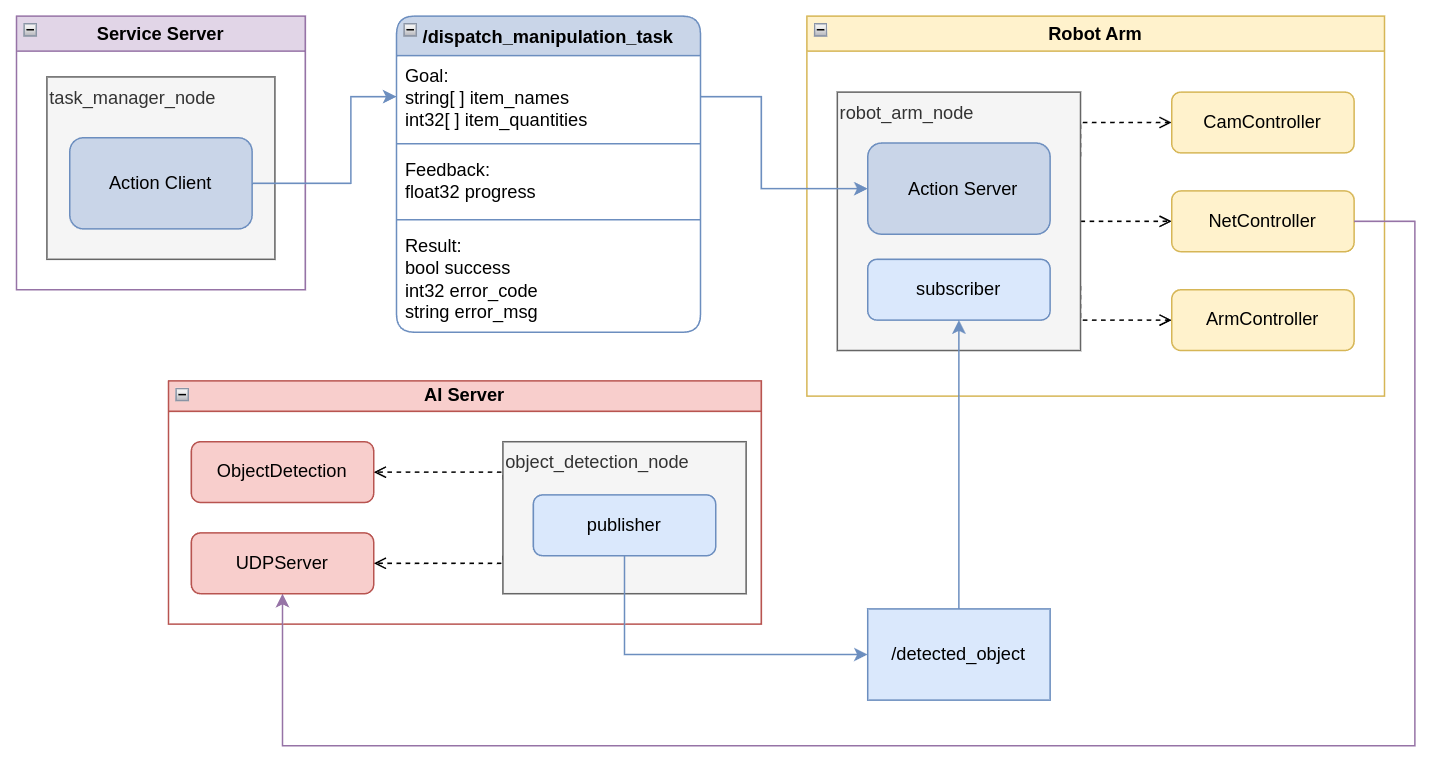 Service Server
task_manager_node
Action Client
/dispatch_manipulation_task
Goal:
string[ ] item_names
int32[ ] item_quantities
Feedback:
float32 progress
Result:
bool success
int32 error_code
string error_msg
Robot Arm
robot_arm_node
Action Server
subscriber
CamController
NetController
ArmController
AI Server
ObjectDetection
UDPServer
object_detection_node
publisher
/detected_object